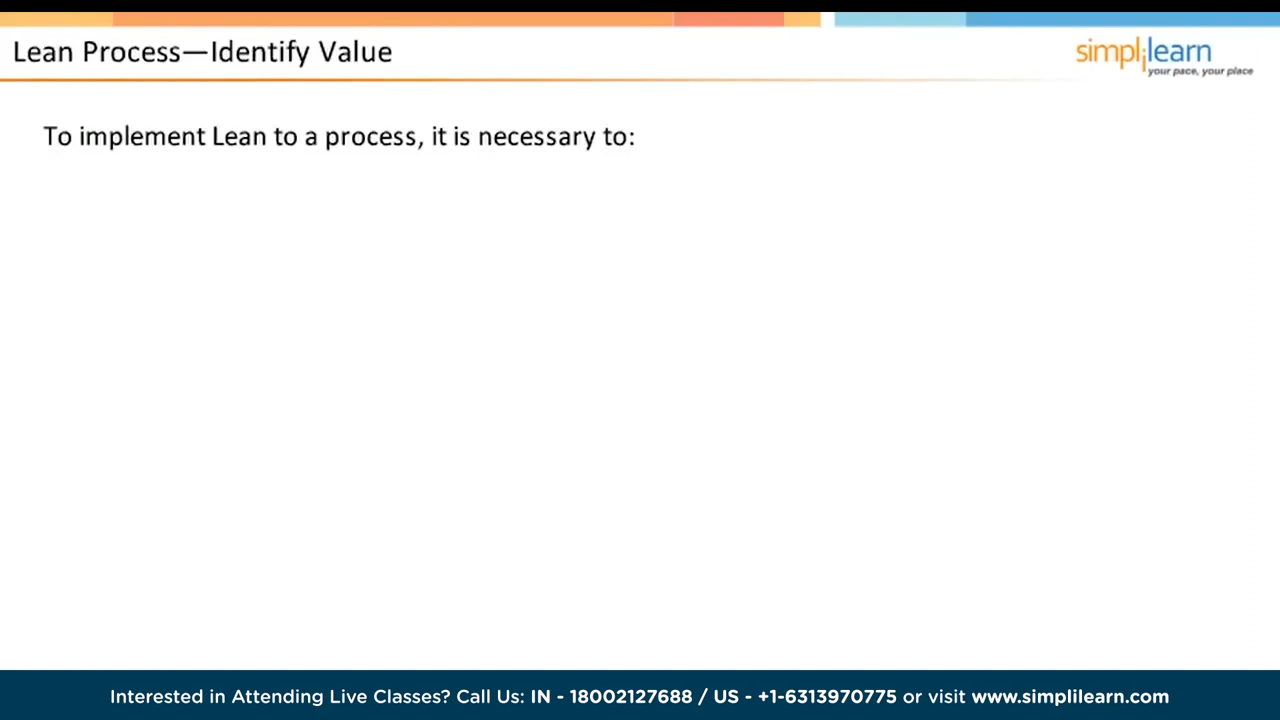 Lean Process—Identify Value
simplilearn
your pace, your place
To implement Lean to a process, it is necessary to:
Interested in Attending Live Classes? Call Us: IN - 18002127688 / US - +1-6313970775 or visit www.simplilearn.com